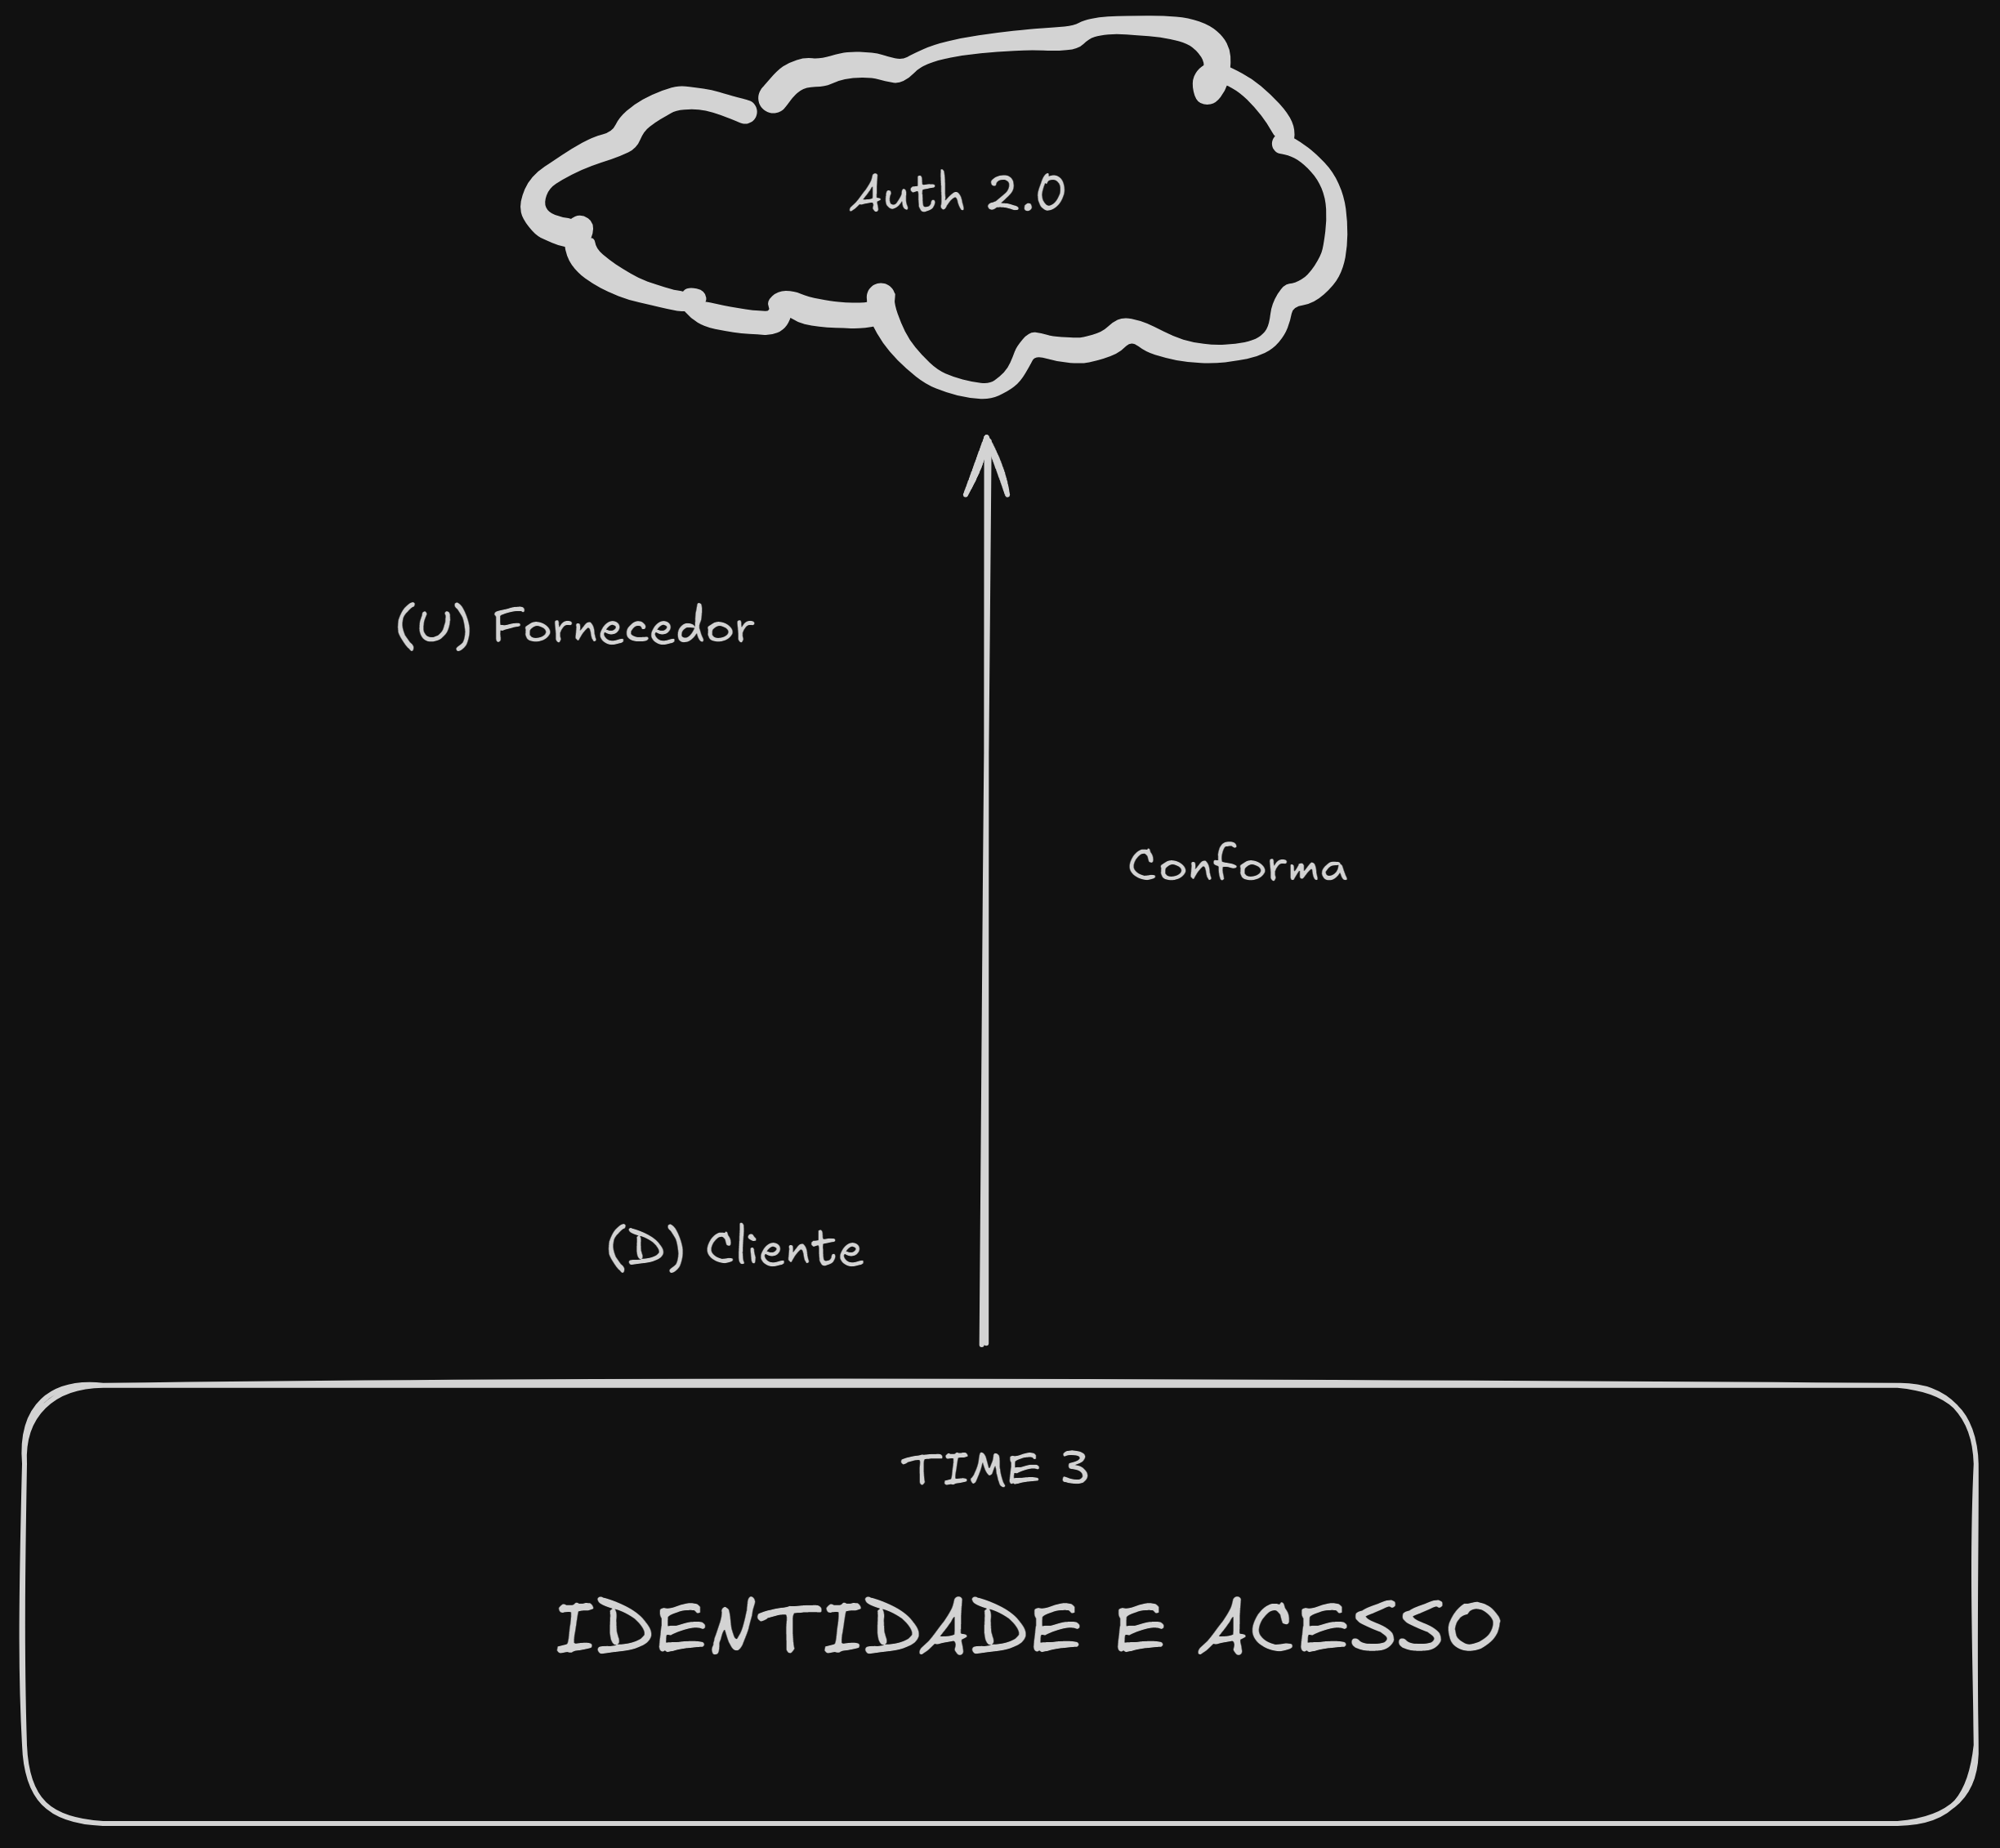 Auth 2.0
(U) Fornecedor
Conforma
(D) Cliente
TIME 3
IDENTIDADE E ACESSO